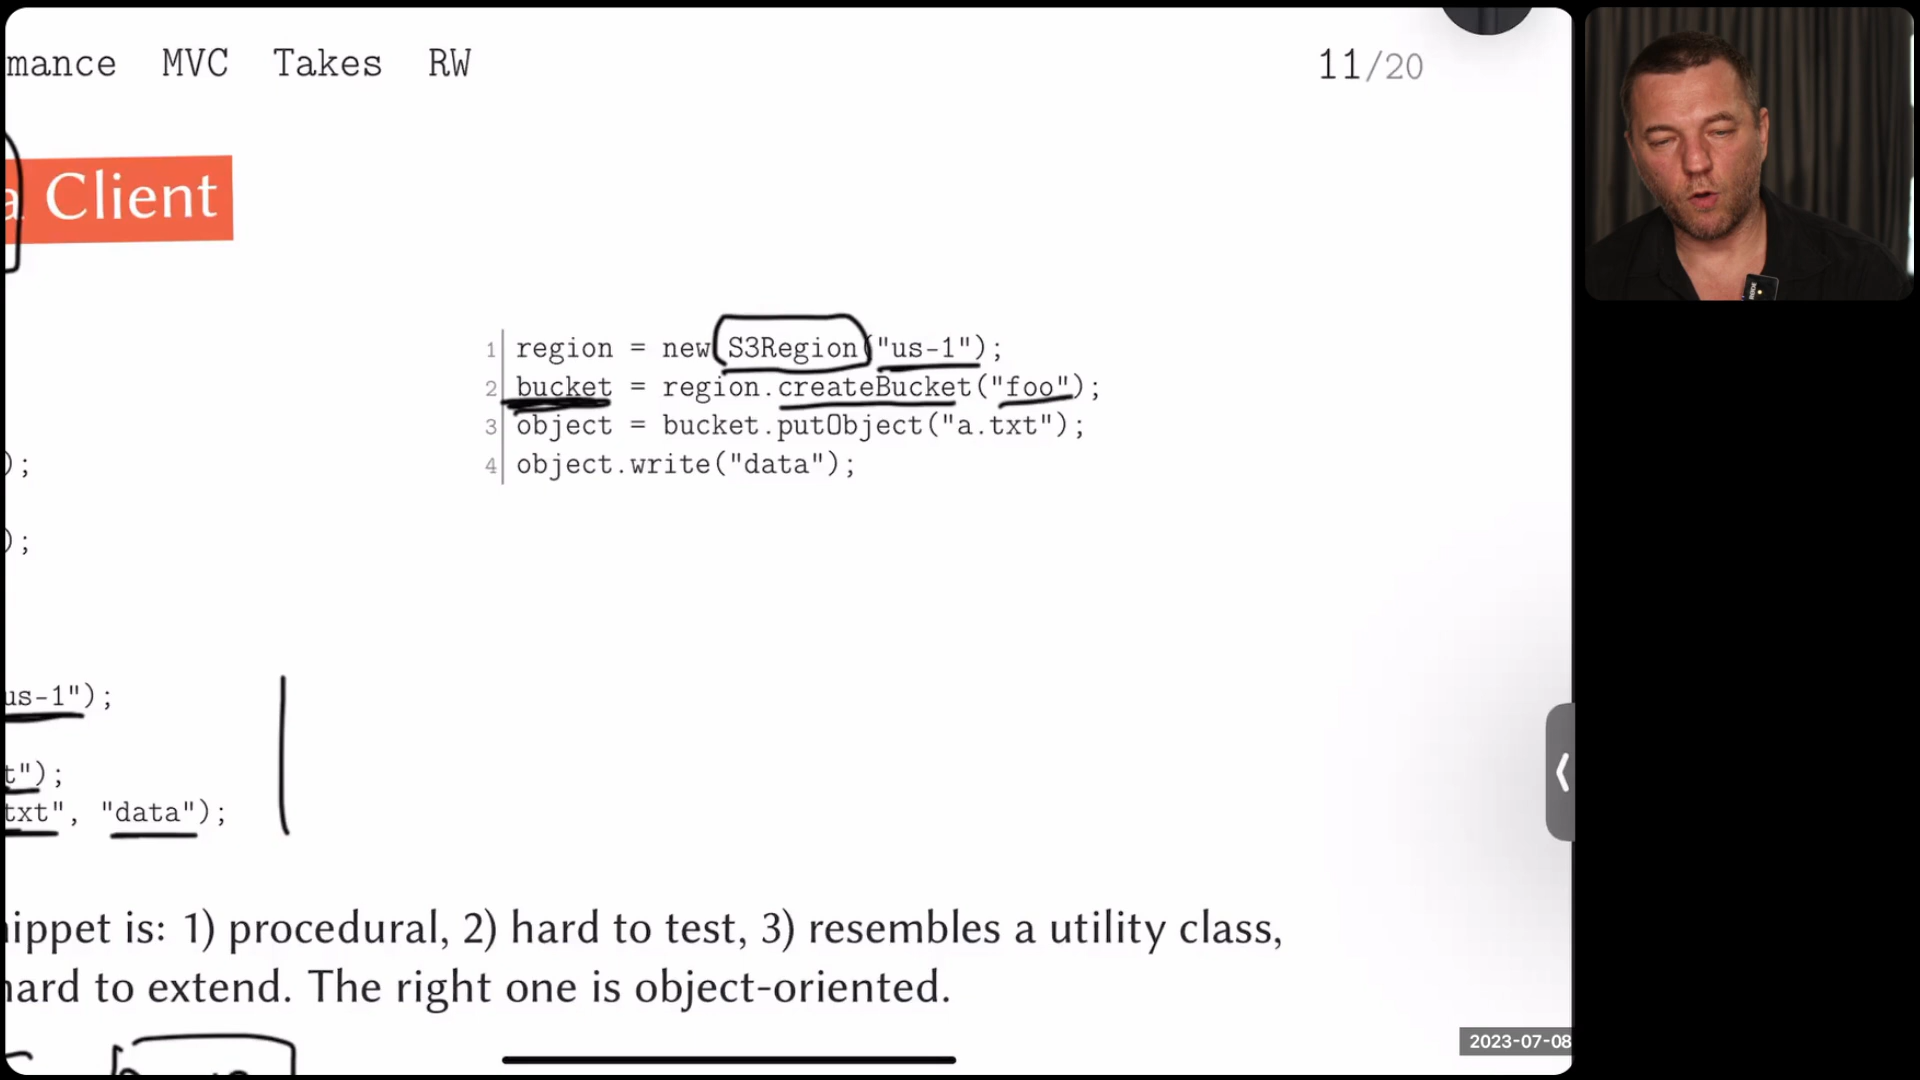 mance MVC Takes RW
11/20
a Client
1 region = new S3Region("us-1");
2 bucket = region.createBucket("foo");
3 object = bucket.putObject("a.txt");
4 object.write("data");
);
);
us-1");
t");
txt", "data");
nippet is: 1) procedural, 2) hard to test, 3) resembles a utility class,
hard to extend. The right one is object-oriented.
2023-07-08